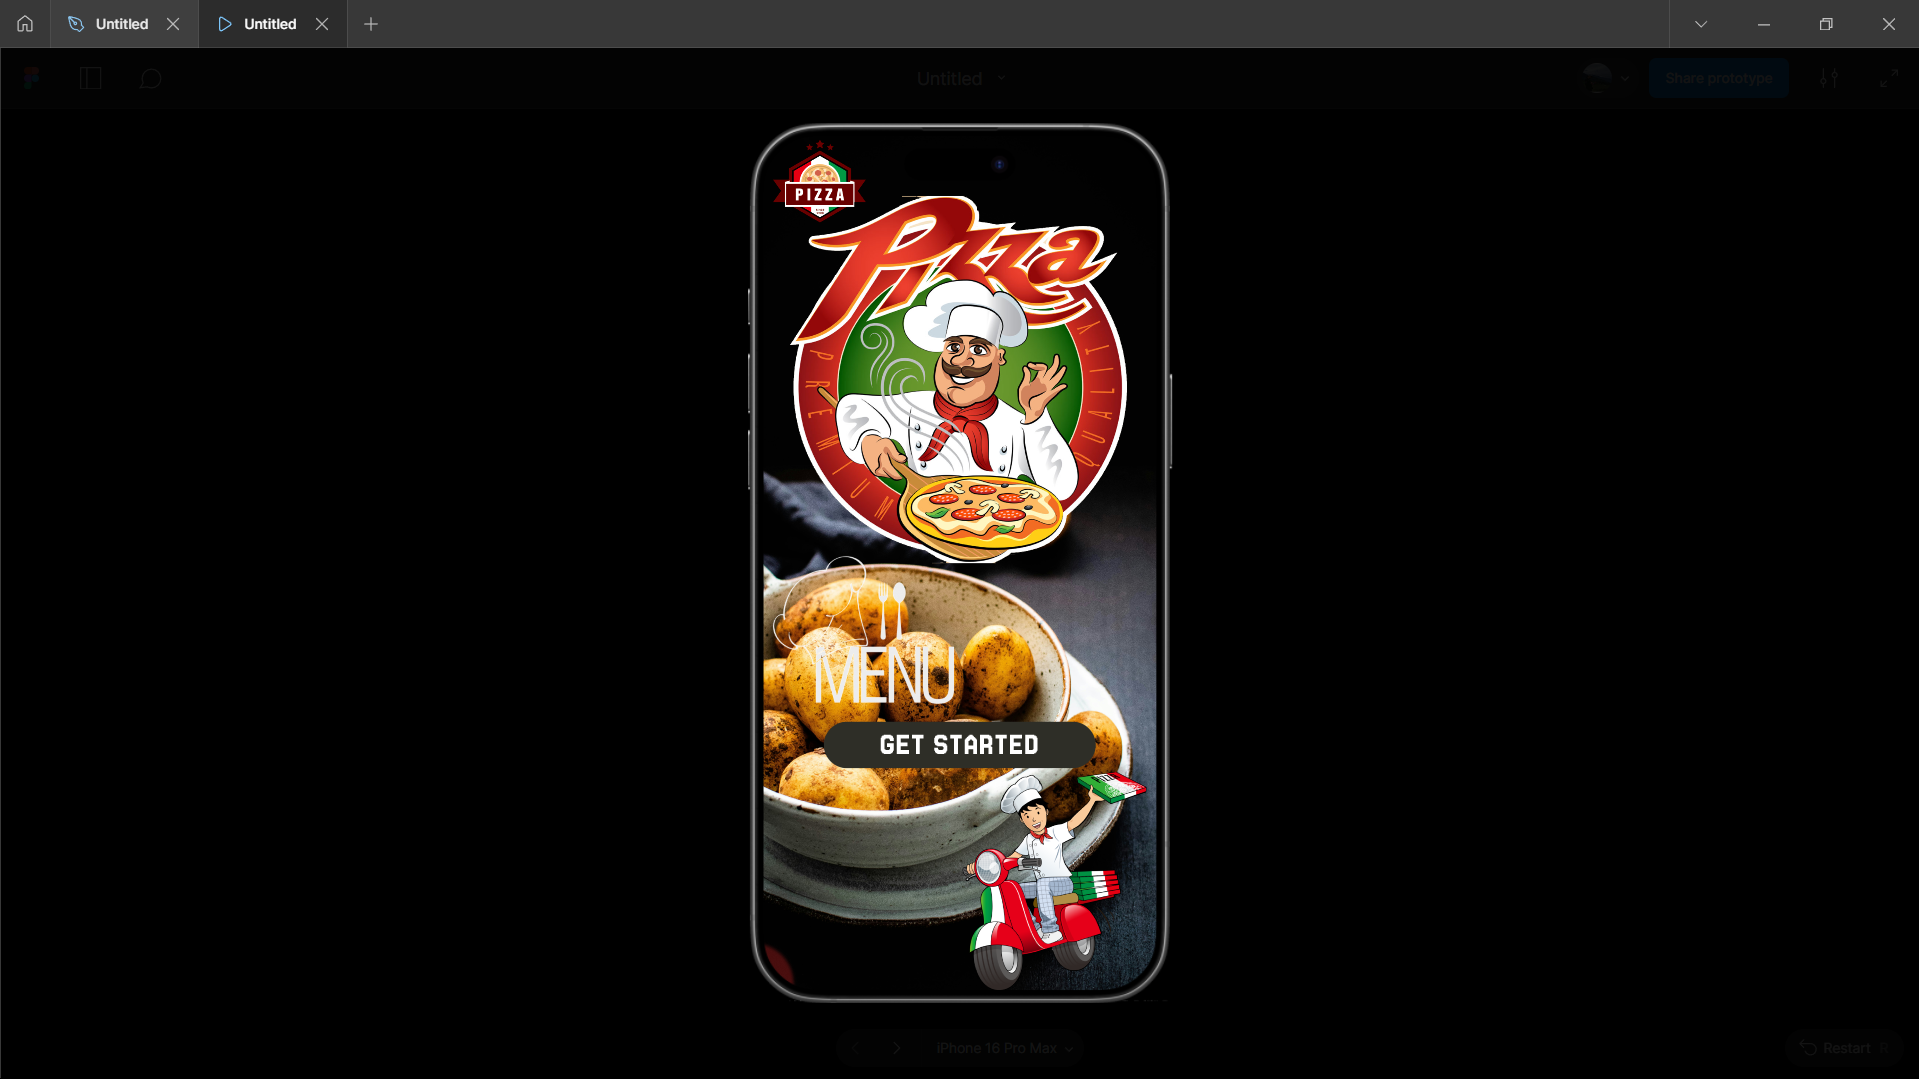 Untitled
Untitled
Untitled
Share prototype
PIZZA
Pizza
PREMIUM
QUALITY
MENU
GET STARTED
iPhone 16 Pro Max
Restart R